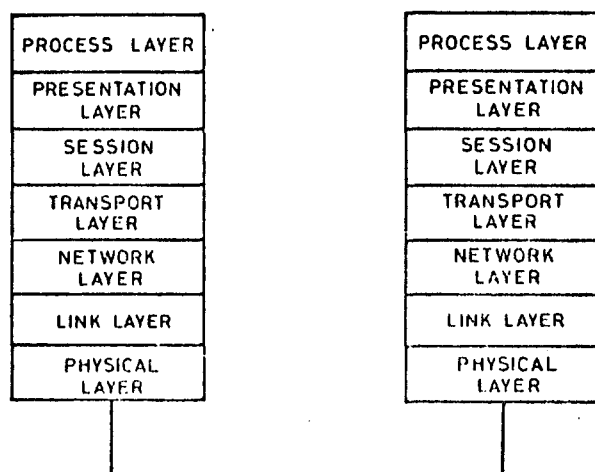 PROCESS LAYER
PRESENTATION
LAYER
SESSION
LAYER
TRANSPORT
LAYER
NETWORK
LAYER
LINK LAYER
PHYSICAL
LAYER
PROCESS LAYER
PRESENTATION
LAYER
SESSION
LAYER
TRANSPORT
LAYER
NETWORK
LAYER
LINK LAYER
PHYSICAL
LAYER